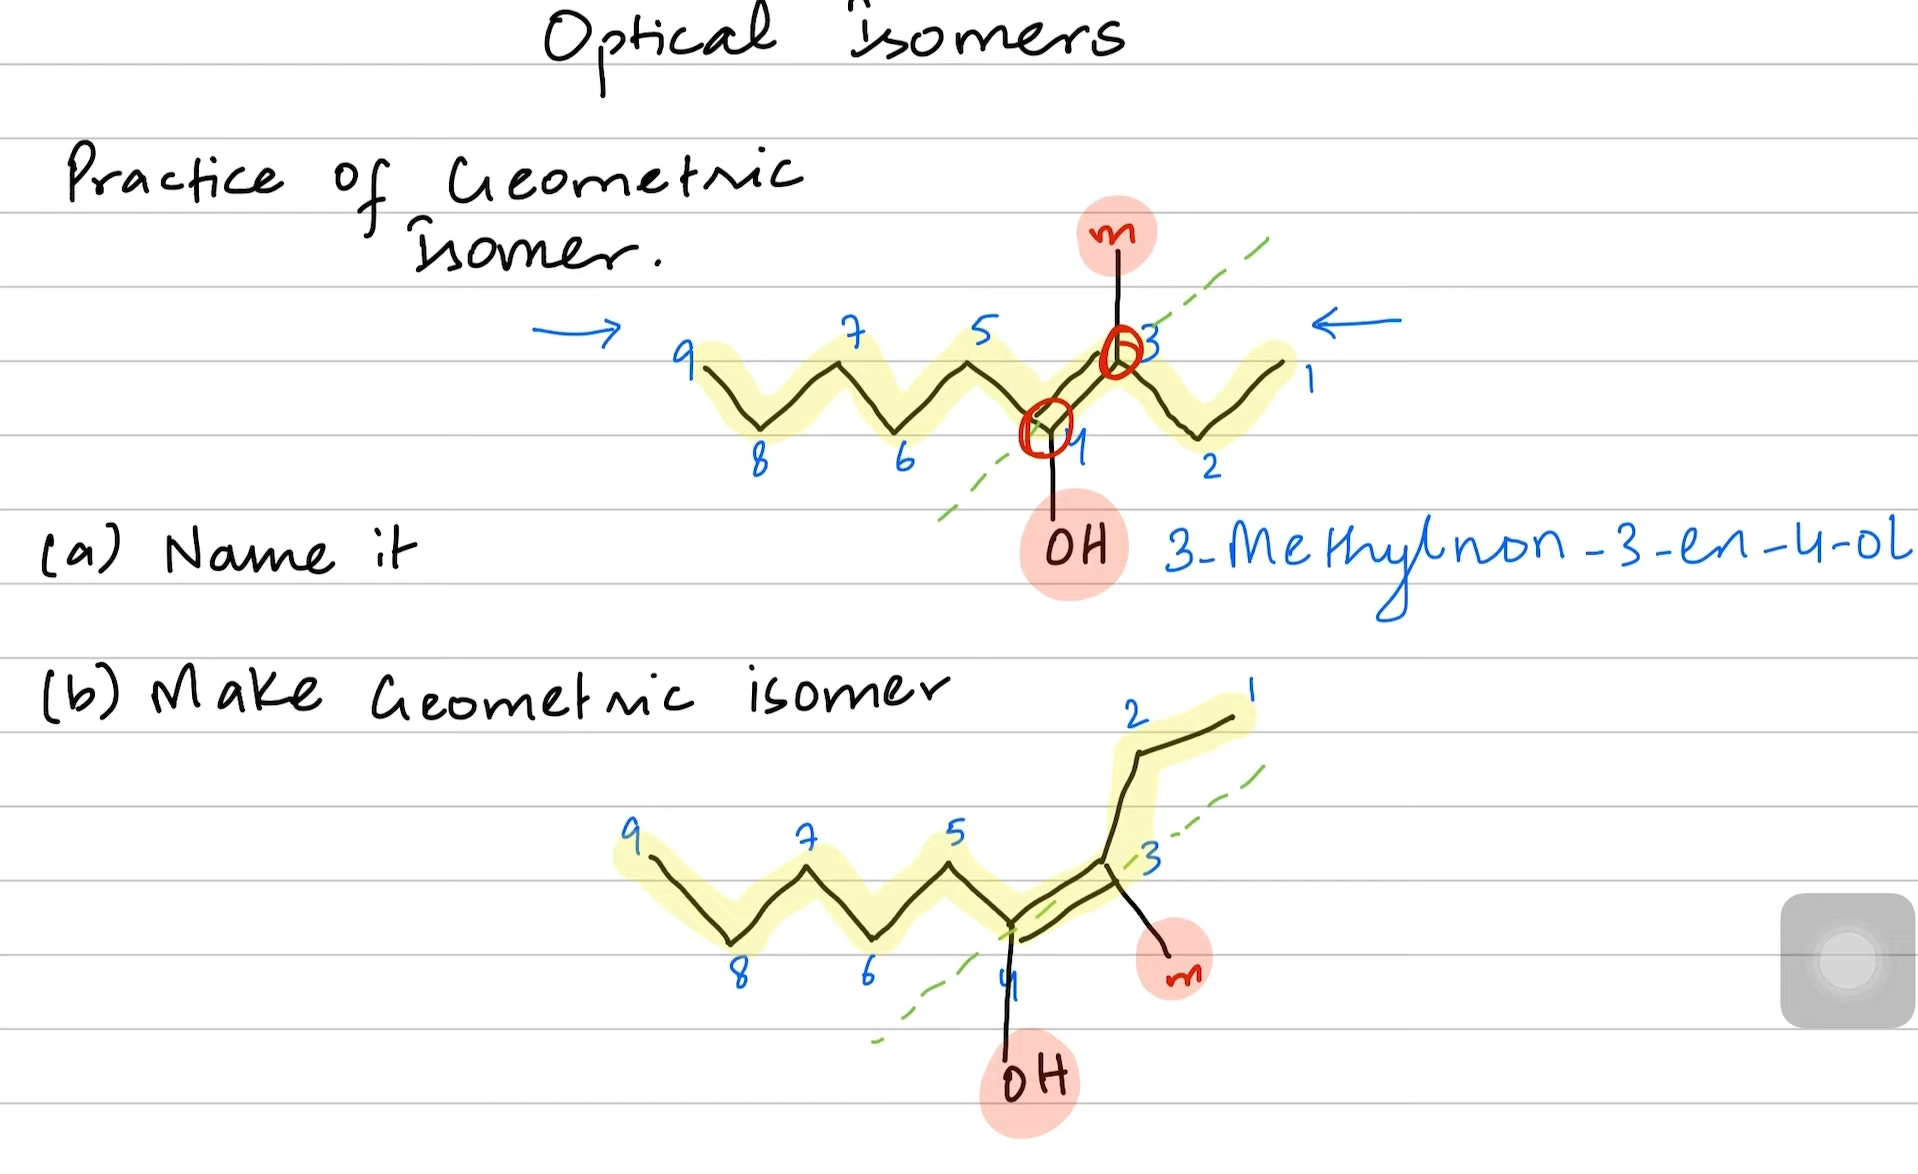 Optical isomers
Practice of Geometric
isomer.
m
9 7 5 3 1
8 6 4 2
OH
(a) Name it
3-Methylnon-3-en-4-ol
(b) Make Geometric isomer
2 1
9 7 5 3
8 6 4 m
OH